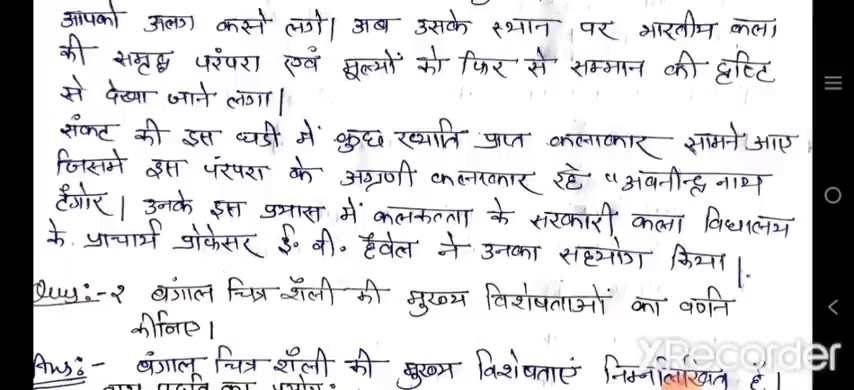 आपको अलग करने लगे। अब उसके स्थान पर भारतीय कला
की समृद्ध परंपरा एवं मूल्यों को फिर से सम्मान की दृष्टि
से देखा जाने लगा।
संकट की इस घडी में कुछ ख्याति प्राप्त कलाकार सामने आए
जिसमे इस परंपरा के अग्रणी कलाकार रहे "अवनीन्द्र नाथ
टैगोर। उनके इस प्रयास में कलकत्ता के सरकारी कला विद्यालय
के प्राचार्य प्रोफेसर ई. वी. हैवेल ने उनका सहयोग किया।
Ques:-२ बंगाल चित्र शैली की मुख्य विशेषताओं का वर्णन
कीजिए।
Ans:- बंगाल चित्र शैली की मुख्य विशेषताएं निम्नलिखित हैं।
XRecorder